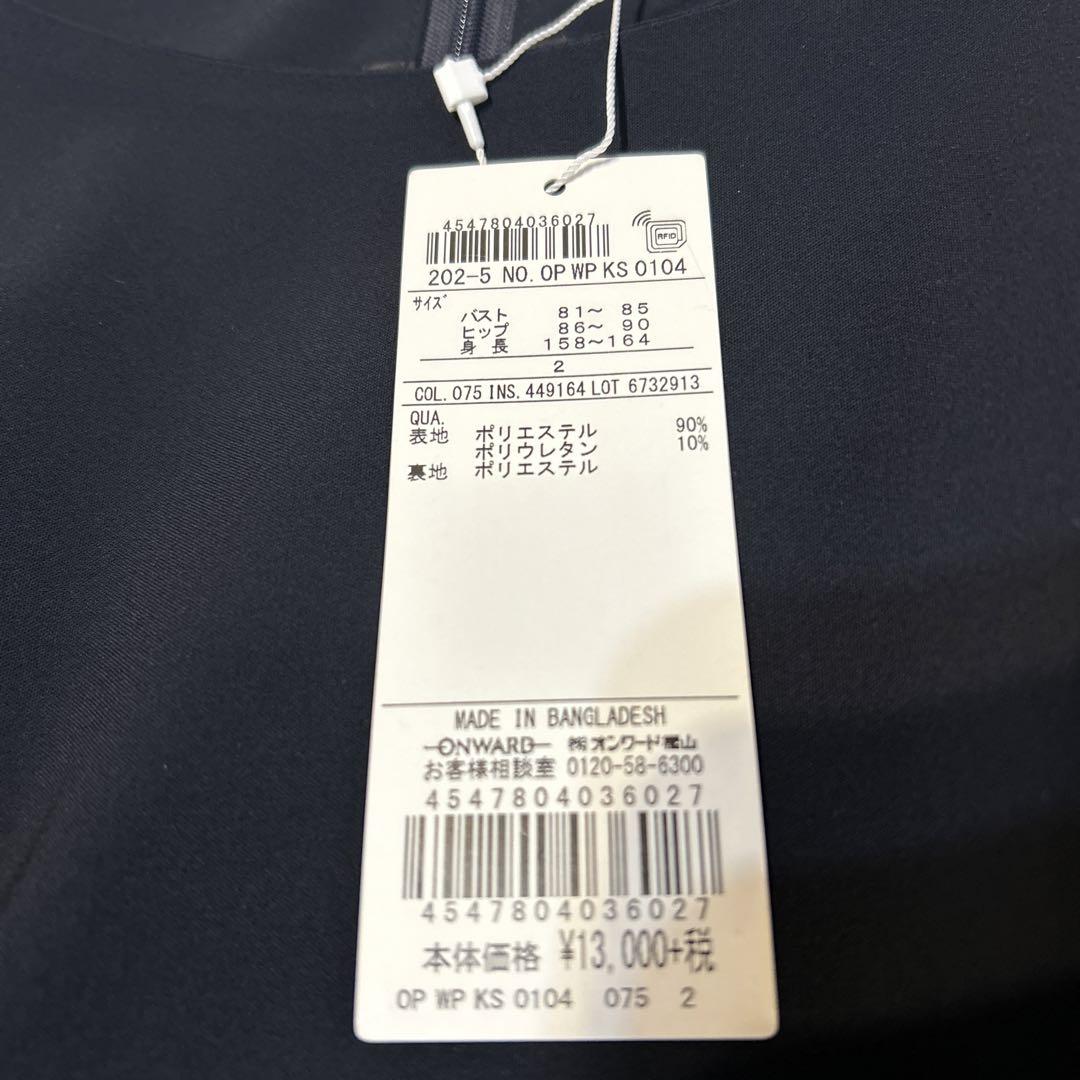 4547804036027
RFID
202-5 NO. OP WP KS 0104
サイズ
バスト 81～ 85
ヒップ 86～ 90
身長 158～164
2
COL. 075 INS. 449164 LOT 6732913
QUA.
表地 ポリエステル 90%
ポリウレタン 10%
裏地 ポリエステル
MADE IN BANGLADESH
ONWARD ㈱オンワード樫山
お客様相談室 0120-58-6300
4547804036027
4547804036027
本体価格 ¥13,000+税
OP WP KS 0104 075 2